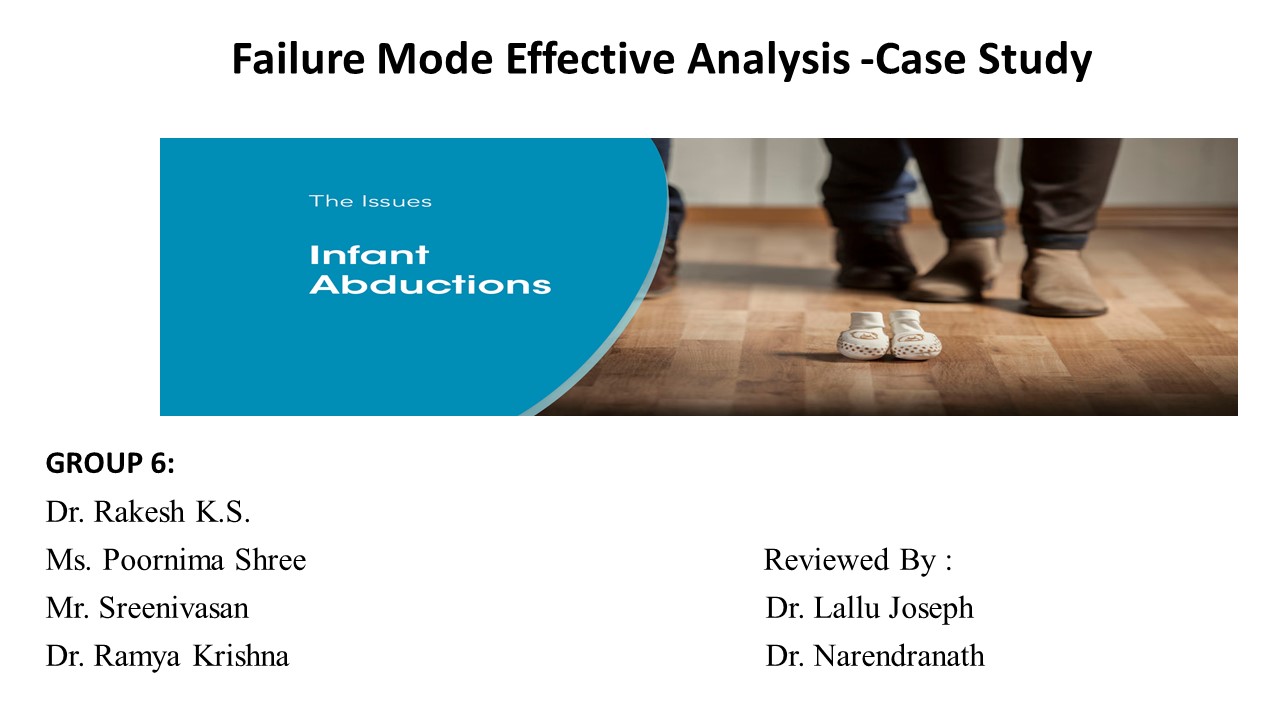 Failure Mode Effective Analysis -Case Study
The Issues
Infant
Abductions
GROUP 6:
Dr. Rakesh K.S.
Ms. Poornima Shree
Mr. Sreenivasan
Dr. Ramya Krishna
Reviewed By :
Dr. Lallu Joseph
Dr. Narendranath